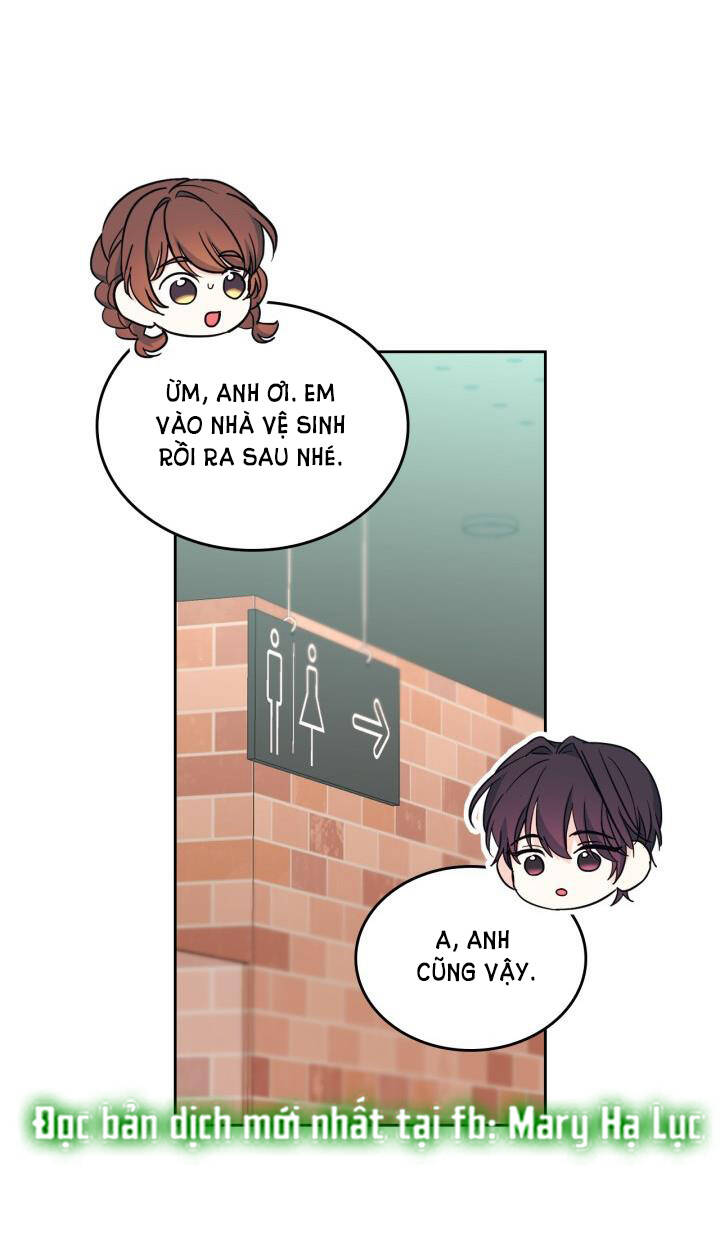 ỪM, ANH ƠI. EM
VÀO NHÀ VỆ SINH
RỒI RA SAU NHÉ.
A, ANH
CŨNG VẬY.
Đọc bản dịch mới nhất tại fb: Mary Hạ Lục